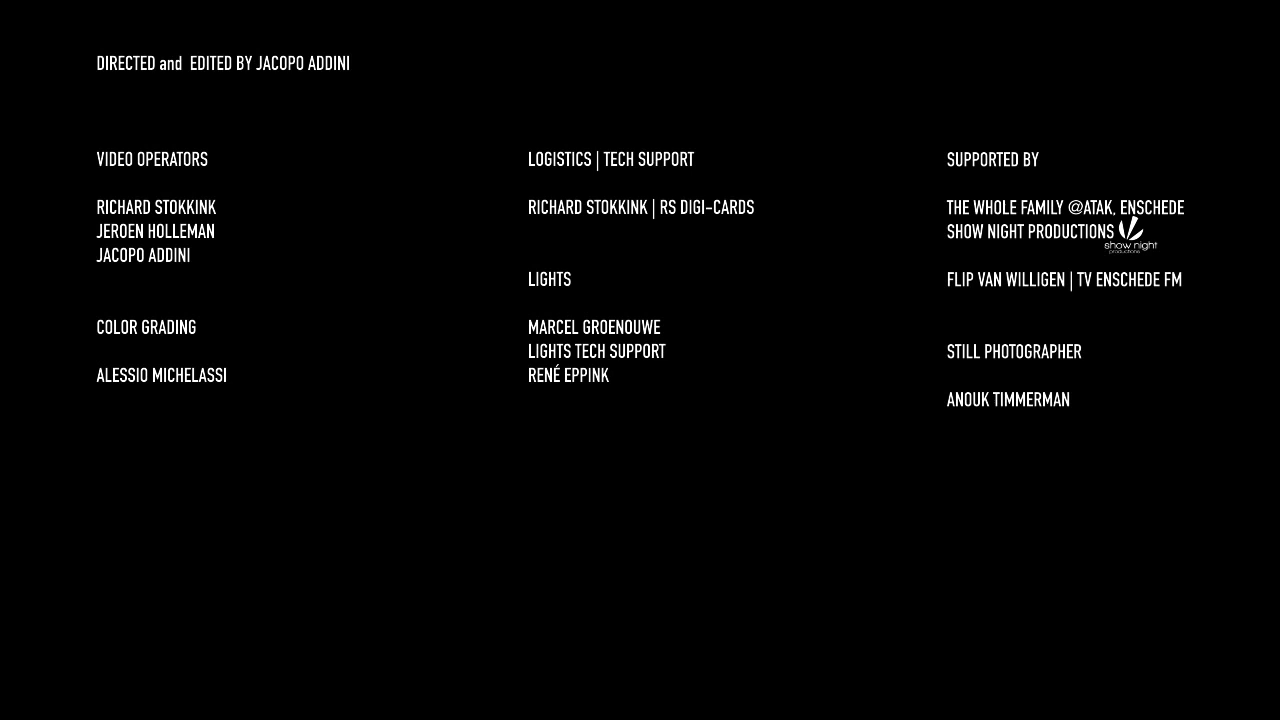 DIRECTED and EDITED BY JACOPO ADDINI
VIDEO OPERATORS
RICHARD STOKKINK
JEROEN HOLLEMAN
JACOPO ADDINI
COLOR GRADING
ALESSIO MICHELASSI
LOGISTICS | TECH SUPPORT
RICHARD STOKKINK | RS DIGI-CARDS
LIGHTS
MARCEL GROENOUWE
LIGHTS TECH SUPPORT
RENÉ EPPINK
SUPPORTED BY
THE WHOLE FAMILY @ATAK, ENSCHEDE
SHOW NIGHT PRODUCTIONS
show night
productions
FLIP VAN WILLIGEN | TV ENSCHEDE FM
STILL PHOTOGRAPHER
ANOUK TIMMERMAN